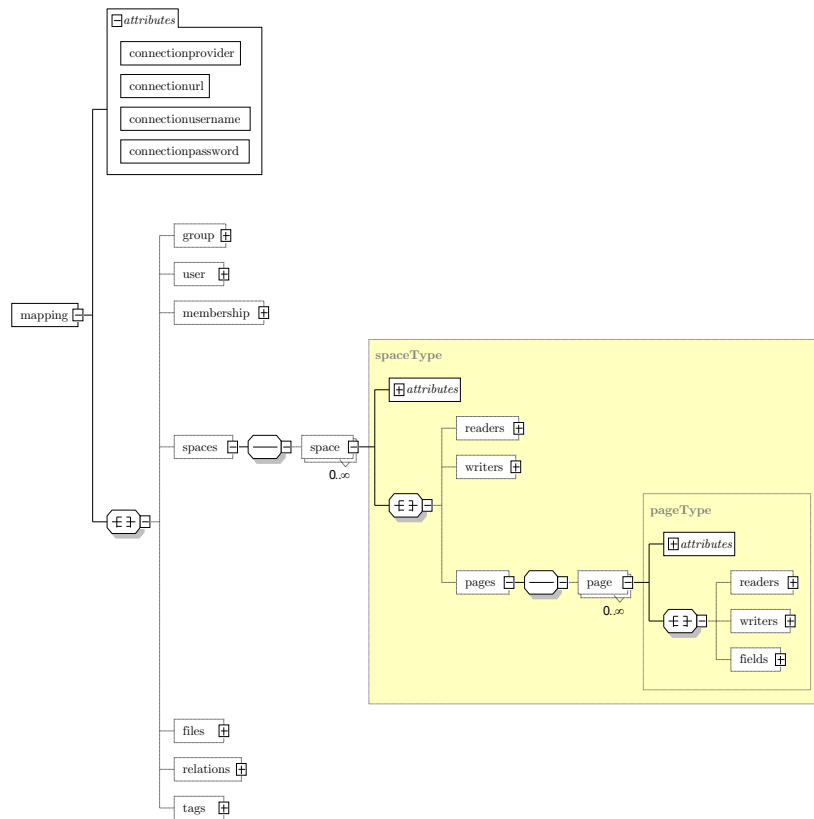 attributes
connectionprovider
connectionurl
connectionusername
connectionpassword
group
user
membership
mapping
spaceType
attributes
readers
spaces
space
writers
0..∞
pageType
attributes
pages
page
readers
0..∞
writers
fields
files
relations
tags